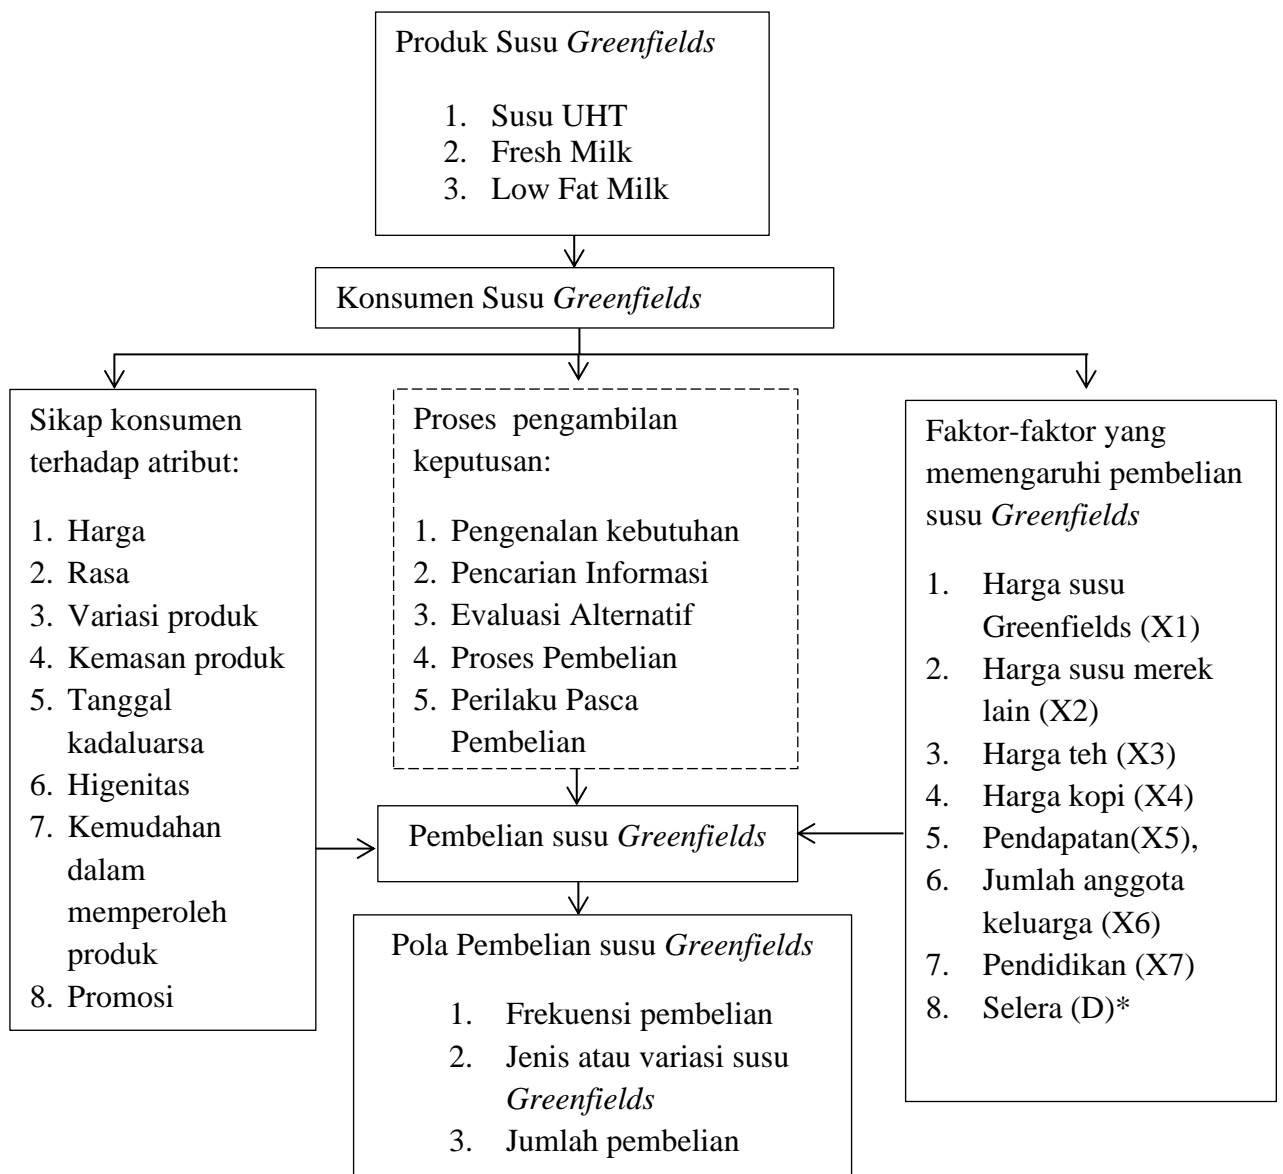 Produk Susu Greenfields
1. Susu UHT
2. Fresh Milk
3. Low Fat Milk
Konsumen Susu Greenfields
Sikap konsumen
terhadap atribut:
1. Harga
2. Rasa
3. Variasi produk
4. Kemasan produk
5. Tanggal
kadaluarsa
6. Higenitas
7. Kemudahan
dalam
memperoleh
produk
8. Promosi
Proses pengambilan
keputusan:
1. Pengenalan kebutuhan
2. Pencarian Informasi
3. Evaluasi Alternatif
4. Proses Pembelian
5. Perilaku Pasca
Pembelian
Faktor-faktor yang
memengaruhi pembelian
susu Greenfields
1. Harga susu
Greenfields (X1)
2. Harga susu merek
lain (X2)
3. Harga teh (X3)
4. Harga kopi (X4)
5. Pendapatan(X5),
6. Jumlah anggota
keluarga (X6)
7. Pendidikan (X7)
8. Selera (D)*
Pembelian susu Greenfields
Pola Pembelian susu Greenfields
1. Frekuensi pembelian
2. Jenis atau variasi susu
Greenfields
3. Jumlah pembelian